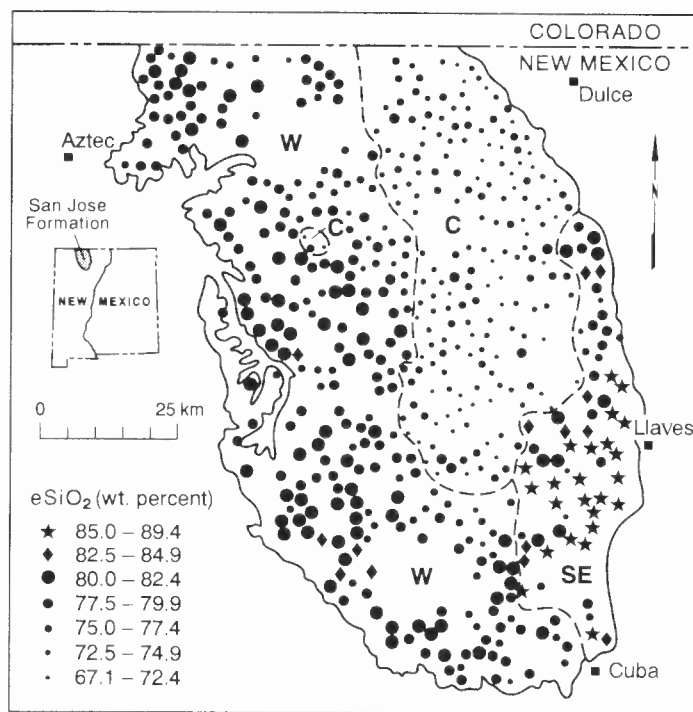 COLORADO
NEW MEXICO
Dulce
Aztec
W
C
C
N
San Jose
Formation
NEW MEXICO
0 25 km
Llaves
eSiO₂ (wt. percent)
85.0 – 89.4
82.5 – 84.9
80.0 – 82.4
77.5 – 79.9
75.0 – 77.4
72.5 – 74.9
67.1 – 72.4
W
SE
Cuba